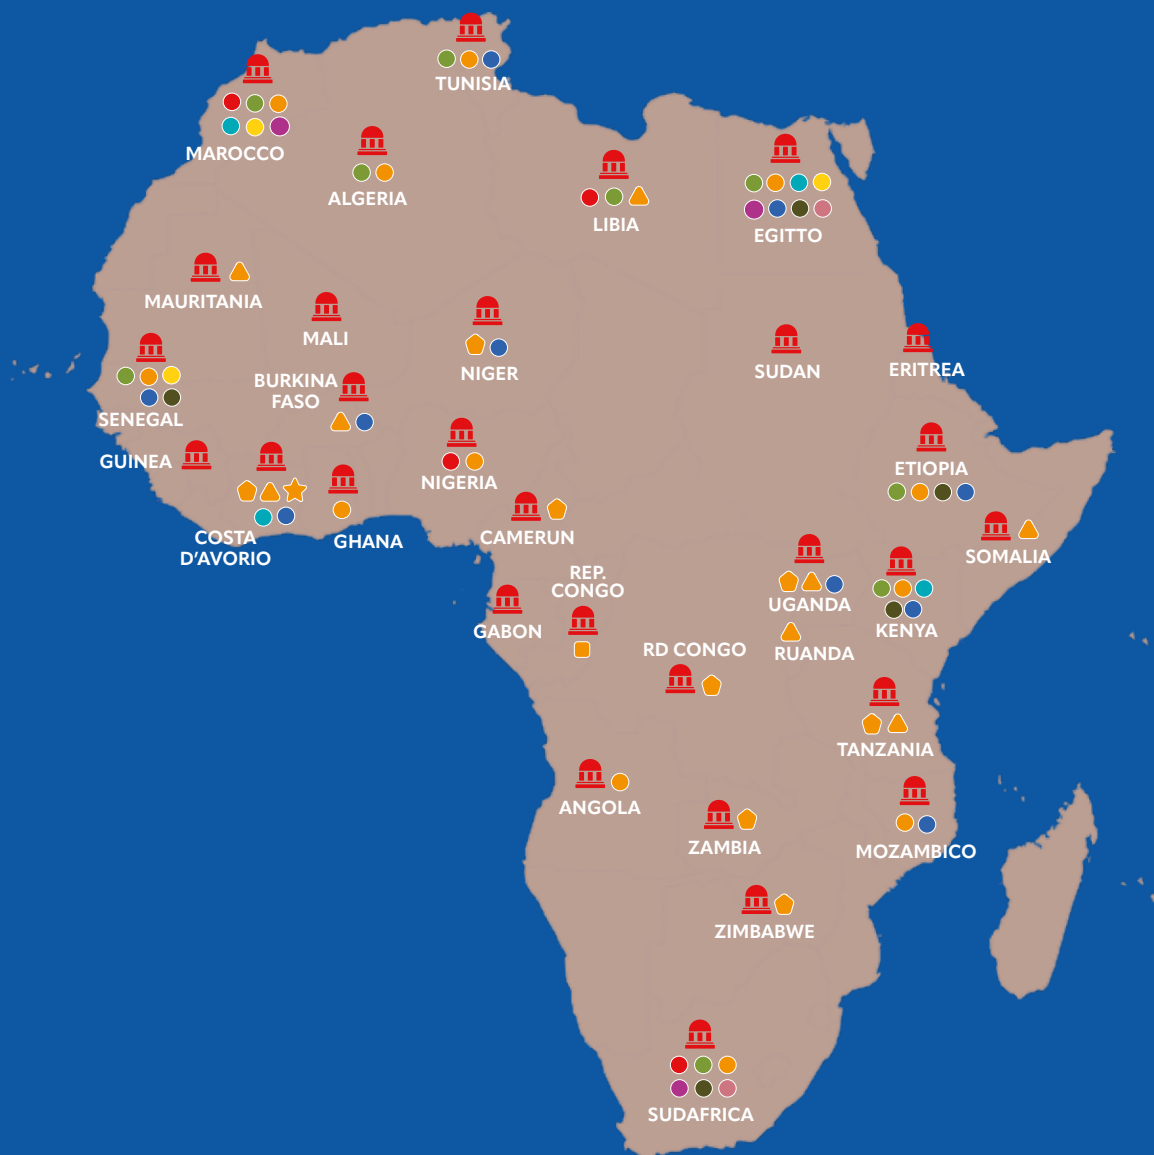 TUNISIA
MAROCCO
ALGERIA
LIBIA
EGITTO
MAURITANIA
MALI
NIGER
SUDAN
ERITREA
BURKINA
FASO
SENEGAL
GUINEA
NIGERIA
ETIOPIA
COSTA
D'AVORIO
GHANA
CAMERUN
SOMALIA
REP.
CONGO
UGANDA
KENYA
GABON
RD CONGO
RUANDA
TANZANIA
ANGOLA
ZAMBIA
MOZAMBICO
ZIMBABWE
SUDAFRICA